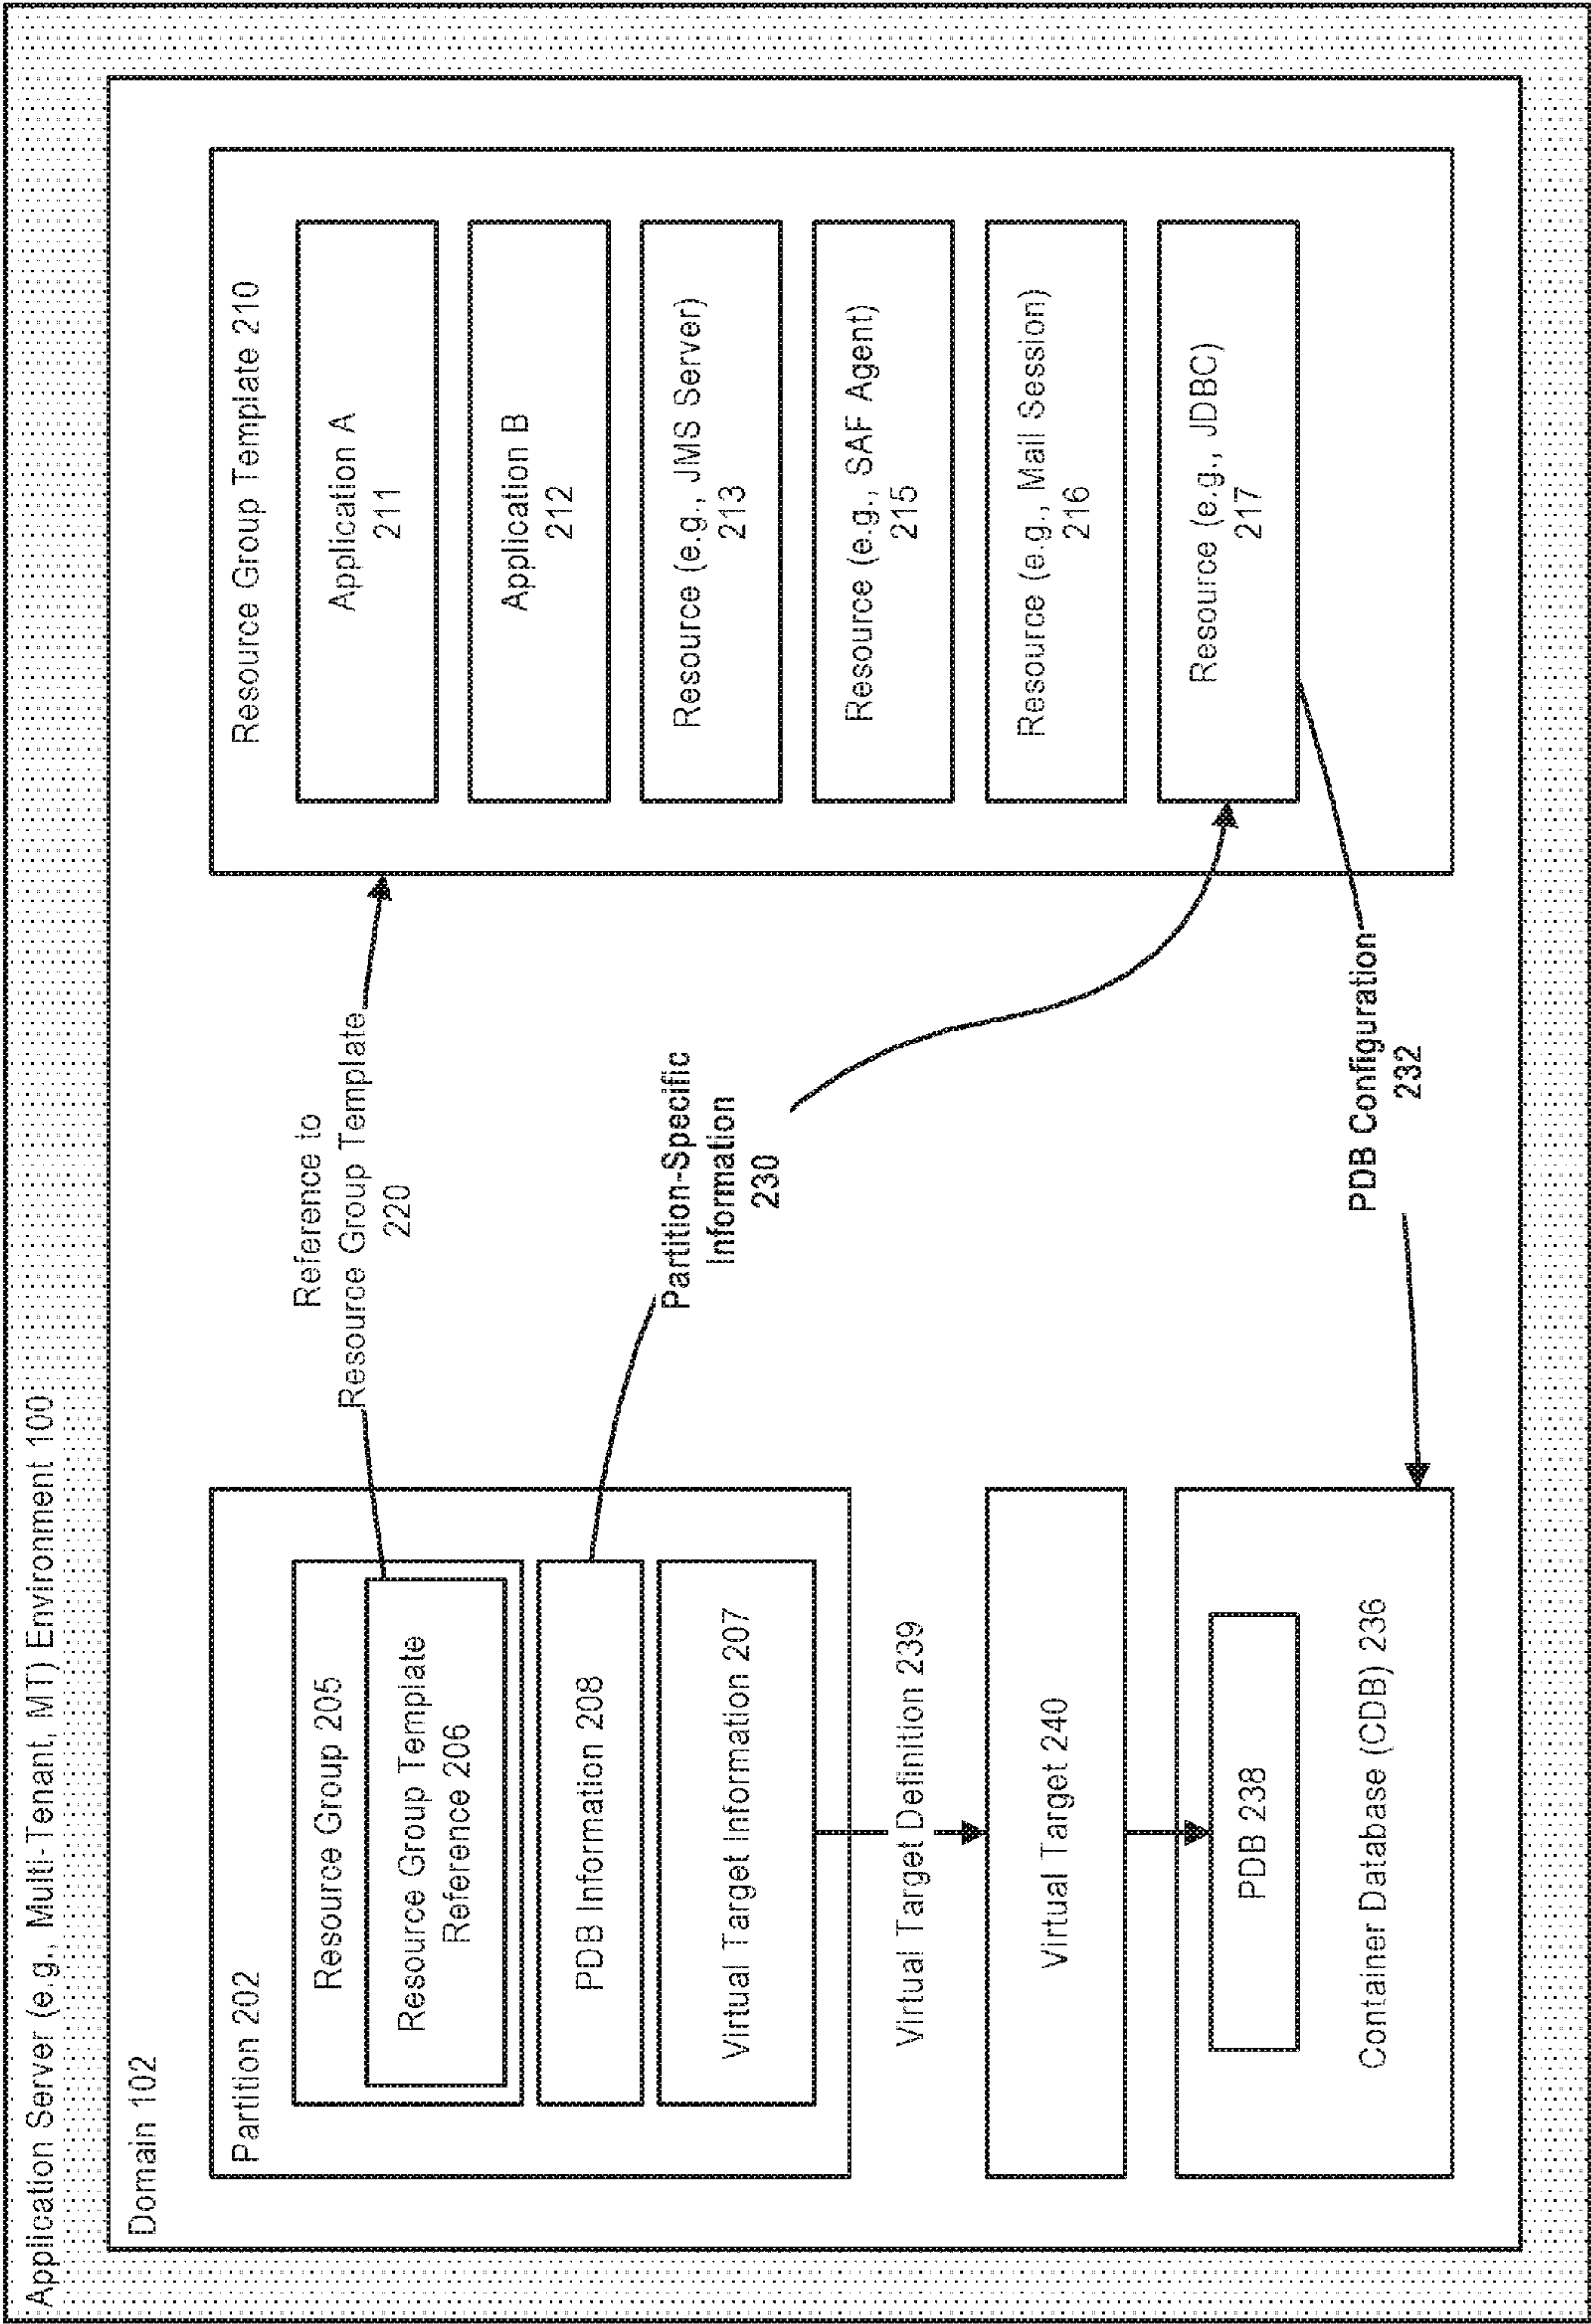 Application Server (e.g., Multi-Tenant, MT) Environment 100
Domain 102
Partition 202
Resource Group 205
Resource Group Template
Reference 206
PDB Information 208
Virtual Target Information 207
Virtual Target Definition 239
Virtual Target 240
PDB 238
Container Database (CDB) 236
Reference to
Resource Group Template
220
Partition-Specific
Information
230
PDB Configuration
232
Resource Group Template 210
Application A
211
Application B
212
Resource (e.g., JMS Server)
213
Resource (e.g., SAF Agent)
215
Resource (e.g., Mail Session)
216
Resource (e.g., JDBC)
217